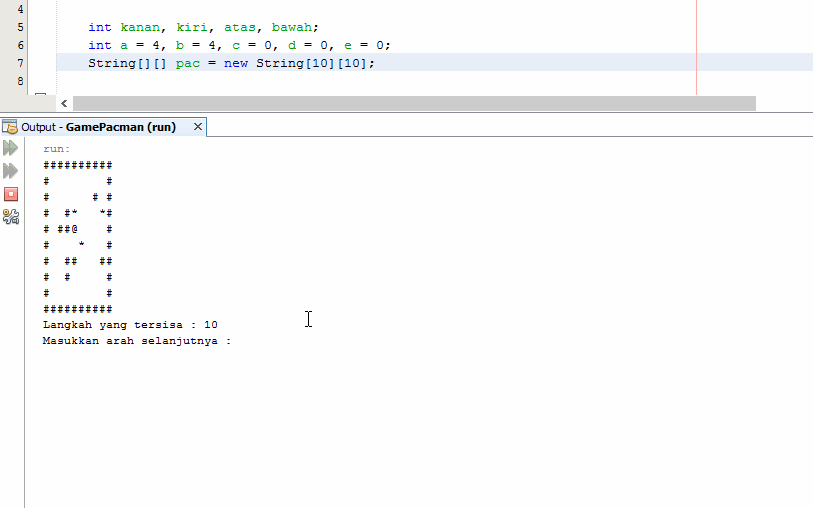 4
5 int kanan, kiri, atas, bawah;
6 int a = 4, b = 4, c = 0, d = 0, e = 0;
7 String[][] pac = new String[10][10];
8
Output - GamePacman (run)
run:
##########
#        #
#      # #
#  #*   *#
# ##@    #
#    *   #
#  ##   ##
#  #     #
#        #
##########
Langkah yang tersisa : 10
Masukkan arah selanjutnya :